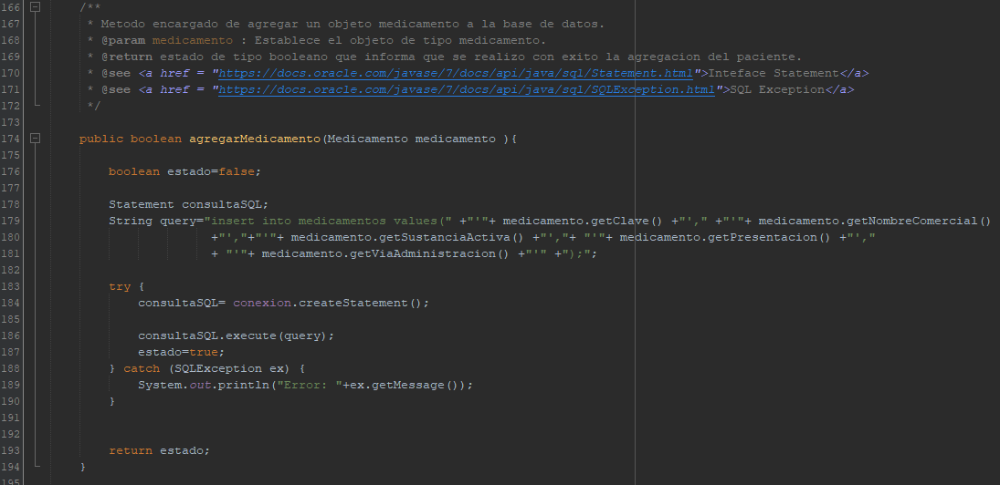 166 /**
167 * Metodo encargado de agregar un objeto medicamento a la base de datos.
168 * @param medicamento : Establece el objeto de tipo medicamento.
169 * @return estado de tipo booleano que informa que se realizo con exito la agregacion del paciente.
170 * @see <a href = "https://docs.oracle.com/javase/7/docs/api/java/sql/Statement.html">Inteface Statement</a>
171 * @see <a href = "https://docs.oracle.com/javase/7/docs/api/java/sql/SQLException.html">SQL Exception</a>
172 */
173
174 public boolean agregarMedicamento(Medicamento medicamento ){
175
176 boolean estado=false;
177
178 Statement consultaSQL;
179 String query="insert into medicamentos values(" +"'"+ medicamento.getClave() +"'," +"'"+ medicamento.getNombreComercial()
180 +"',"+"'"+ medicamento.getSustanciaActiva() +"',"+ "'"+ medicamento.getPresentacion() +"',"
181 + "'"+ medicamento.getViaAdministracion() +"'" +");";
182
183 try {
184 consultaSQL= conexion.createStatement();
185
186 consultaSQL.execute(query);
187 estado=true;
188 } catch (SQLException ex) {
189 System.out.println("Error: "+ex.getMessage());
190 }
191
192
193 return estado;
194 }
195